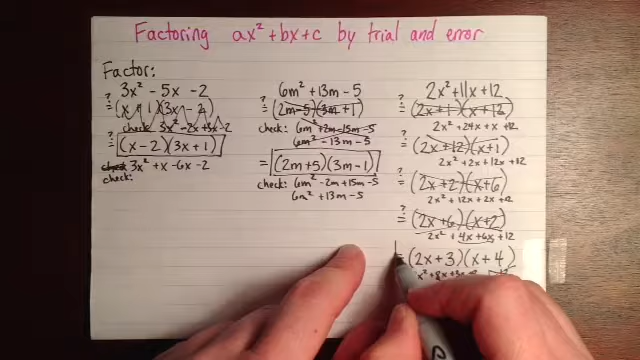 Factoring ax² + bx + c by trial and error
Factor:
3x² - 5x - 2
?= (x + 1)(3x - 2)
check 3x² - 2x + 3x - 2
?= (x - 2)(3x + 1)
check 3x² + x - 6x - 2
check:
6m² + 13m - 5
?= (2m - 5)(3m + 1)
check: 6m² + 2m - 15m - 5
6m² - 13m - 5
= (2m + 5)(3m - 1)
check: 6m² - 2m + 15m - 5
6m² + 13m - 5
2x² + 11x + 12
?= (2x + 1)(x + 12)
2x² + 24x + x + 12
?= (2x + 12)(x + 1)
2x² + 2x + 12x + 12
?= (2x + 2)(x + 6)
2x² + 12x + 2x + 12
?= (2x + 6)(x + 2)
2x² + 4x + 6x + 12
= (2x + 3)(x + 4)